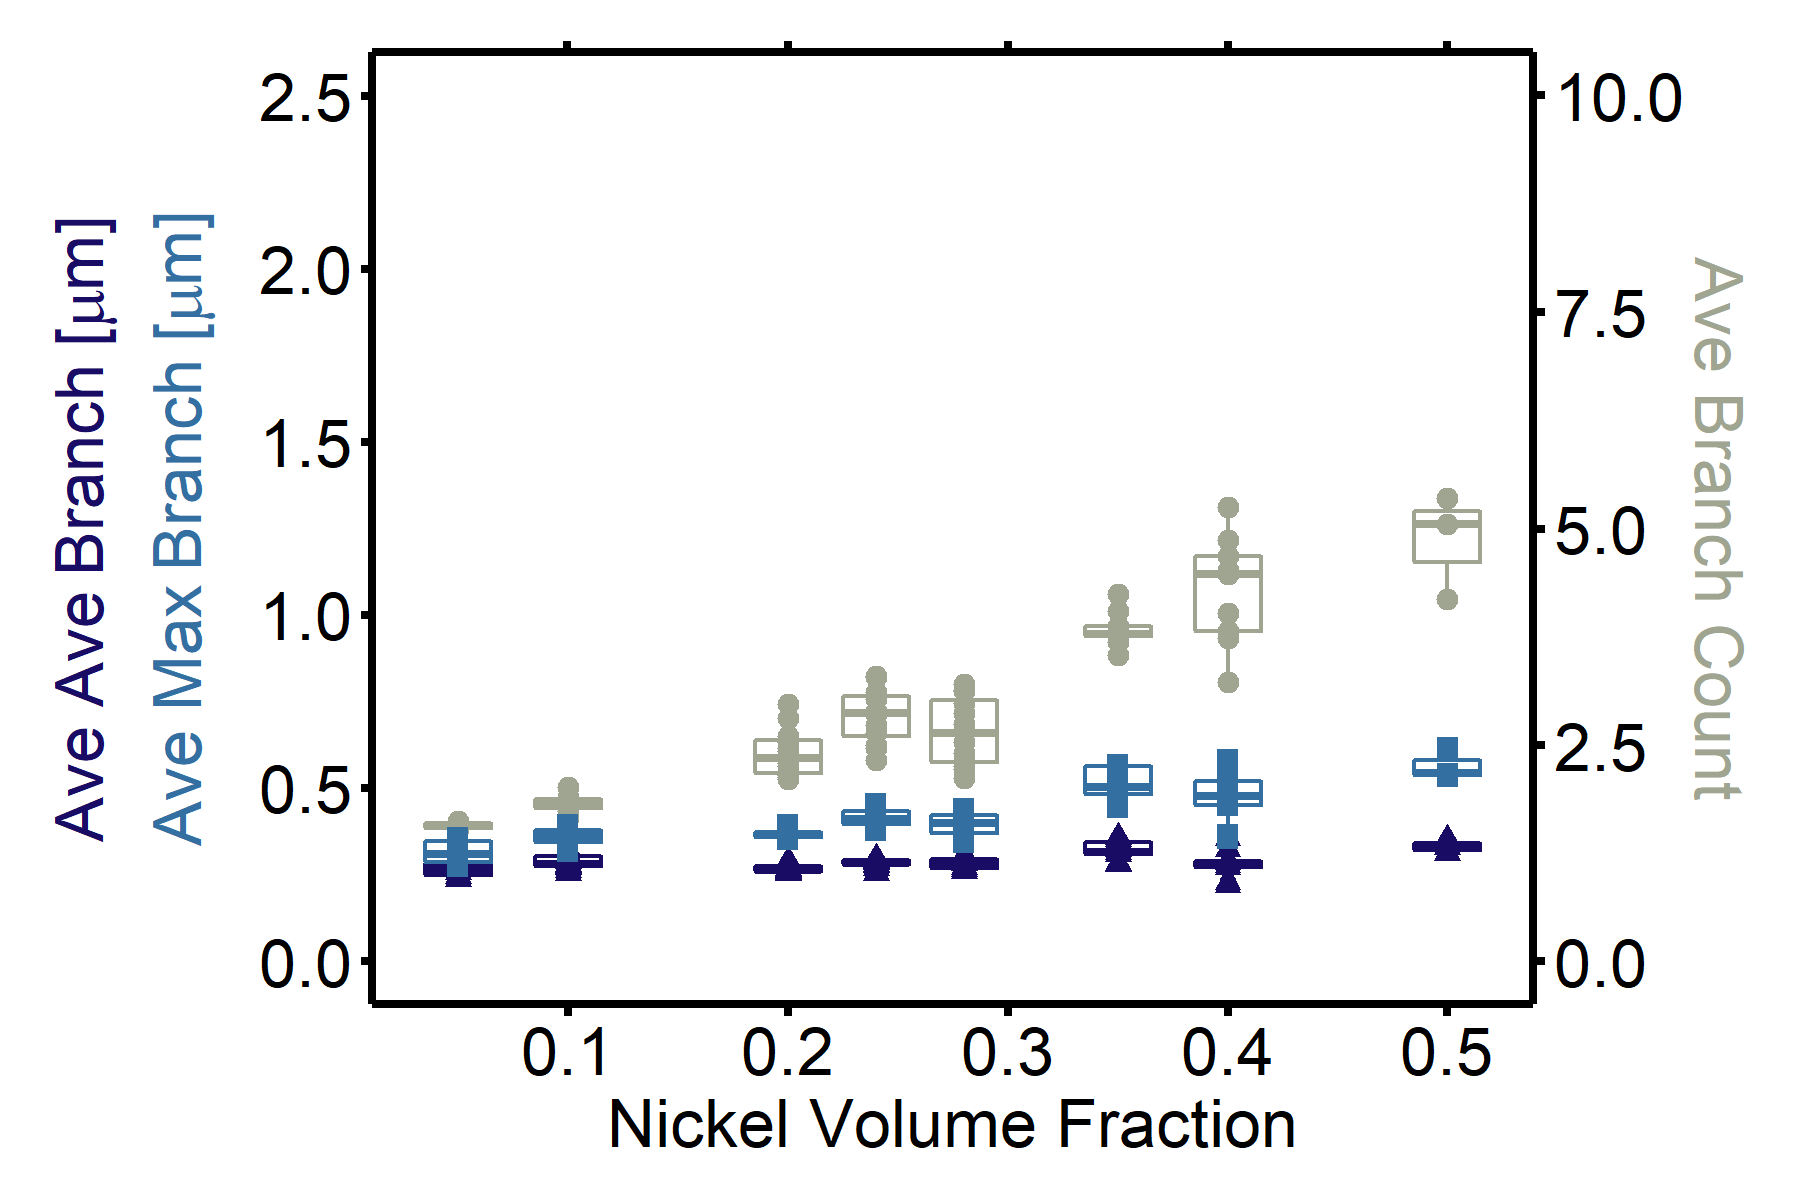 Ave Ave Branch [μm]
Ave Max Branch [μm]
2.5
2.0
1.5
1.0
0.5
0.0
10.0
7.5
5.0
2.5
0.0
Ave Branch Count
0.1 0.2 0.3 0.4 0.5
Nickel Volume Fraction